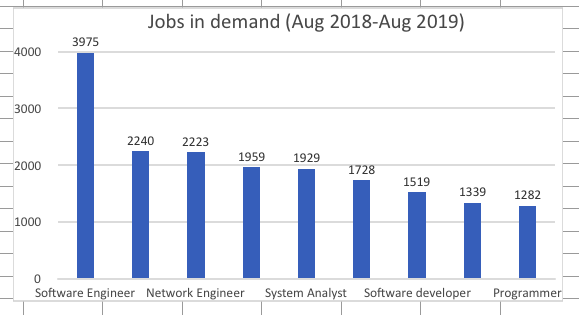 Jobs in demand (Aug 2018-Aug 2019)
3975
4000
3000
2240
2223
1959
1929
1728
1519
1339
1282
2000
1000
0
Software Engineer
Network Engineer
System Analyst
Software developer
Programmer